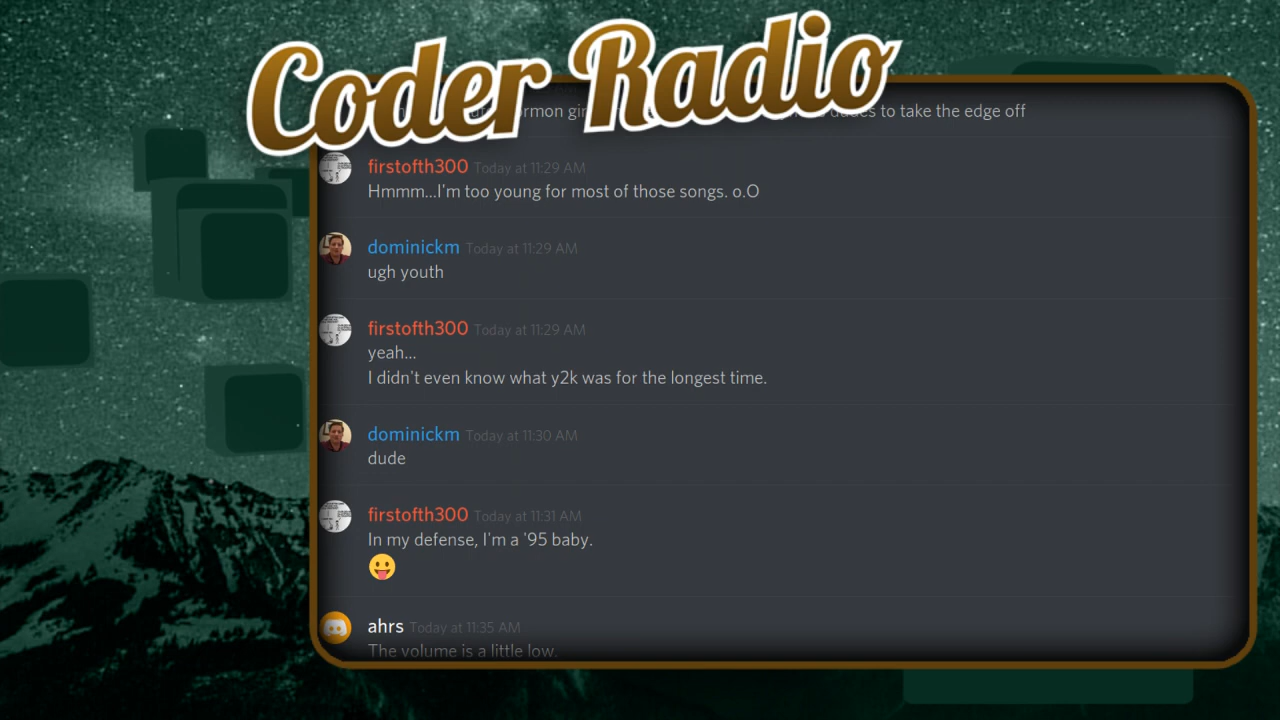 Coder Radio
to take the edge off
firstofth300 Today at 11:29 AM
Hmmm...I'm too young for most of those songs. o.O
dominickm Today at 11:29 AM
ugh youth
firstofth300 Today at 11:29 AM
yeah...
I didn't even know what y2k was for the longest time.
dominickm Today at 11:30 AM
dude
firstofth300 Today at 11:31 AM
In my defense, I'm a '95 baby.
ahrs Today at 11:35 AM
The volume is a little low.